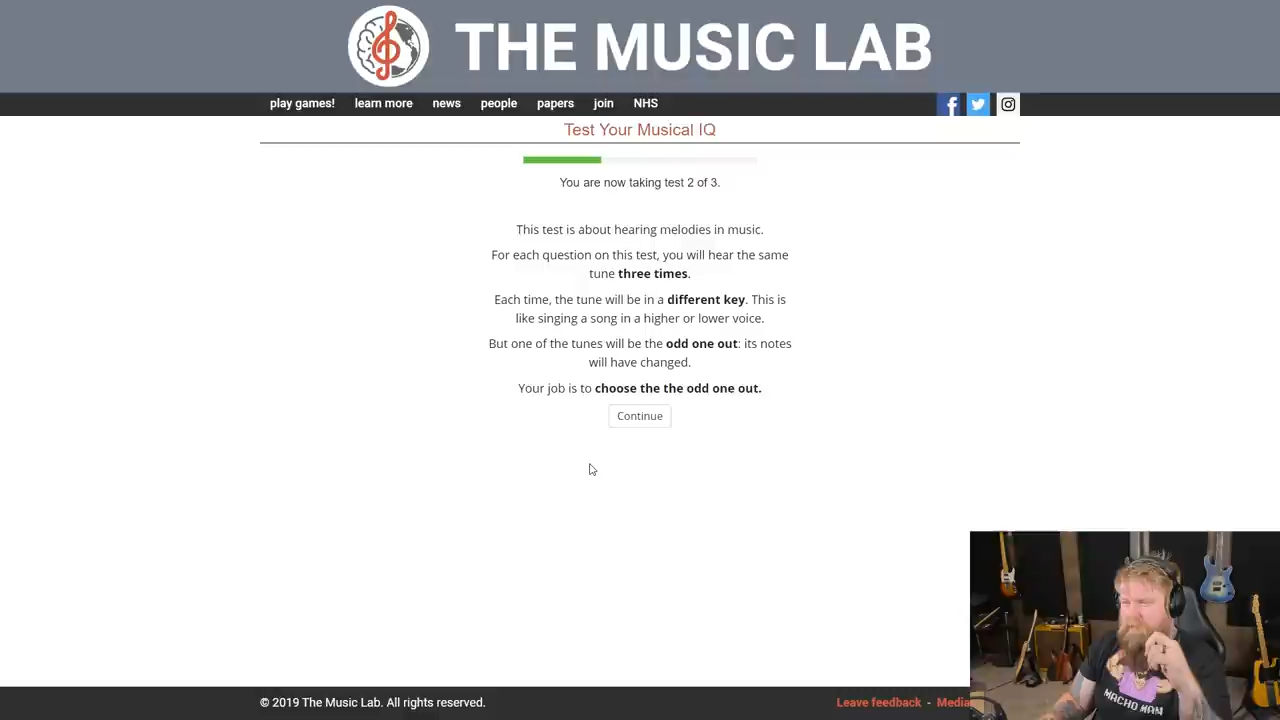 THE MUSIC LAB
play games! learn more news people papers join NHS
Test Your Musical IQ
You are now taking test 2 of 3.
This test is about hearing melodies in music.
For each question on this test, you will hear the same
tune three times.
Each time, the tune will be in a different key. This is
like singing a song in a higher or lower voice.
But one of the tunes will be the odd one out: its notes
will have changed.
Your job is to choose the the odd one out.
Continue
MACHO MAN
© 2019 The Music Lab. All rights reserved.
Leave feedback - Media